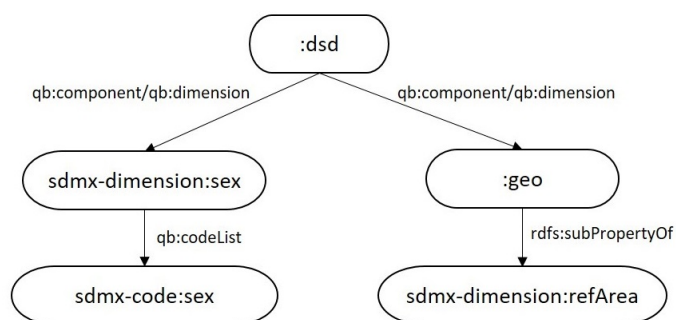 :dsd
qb:component/qb:dimension
qb:component/qb:dimension
sdmx-dimension:sex
:geo
qb:codeList
rdfs:subPropertyOf
sdmx-code:sex
sdmx-dimension:refArea